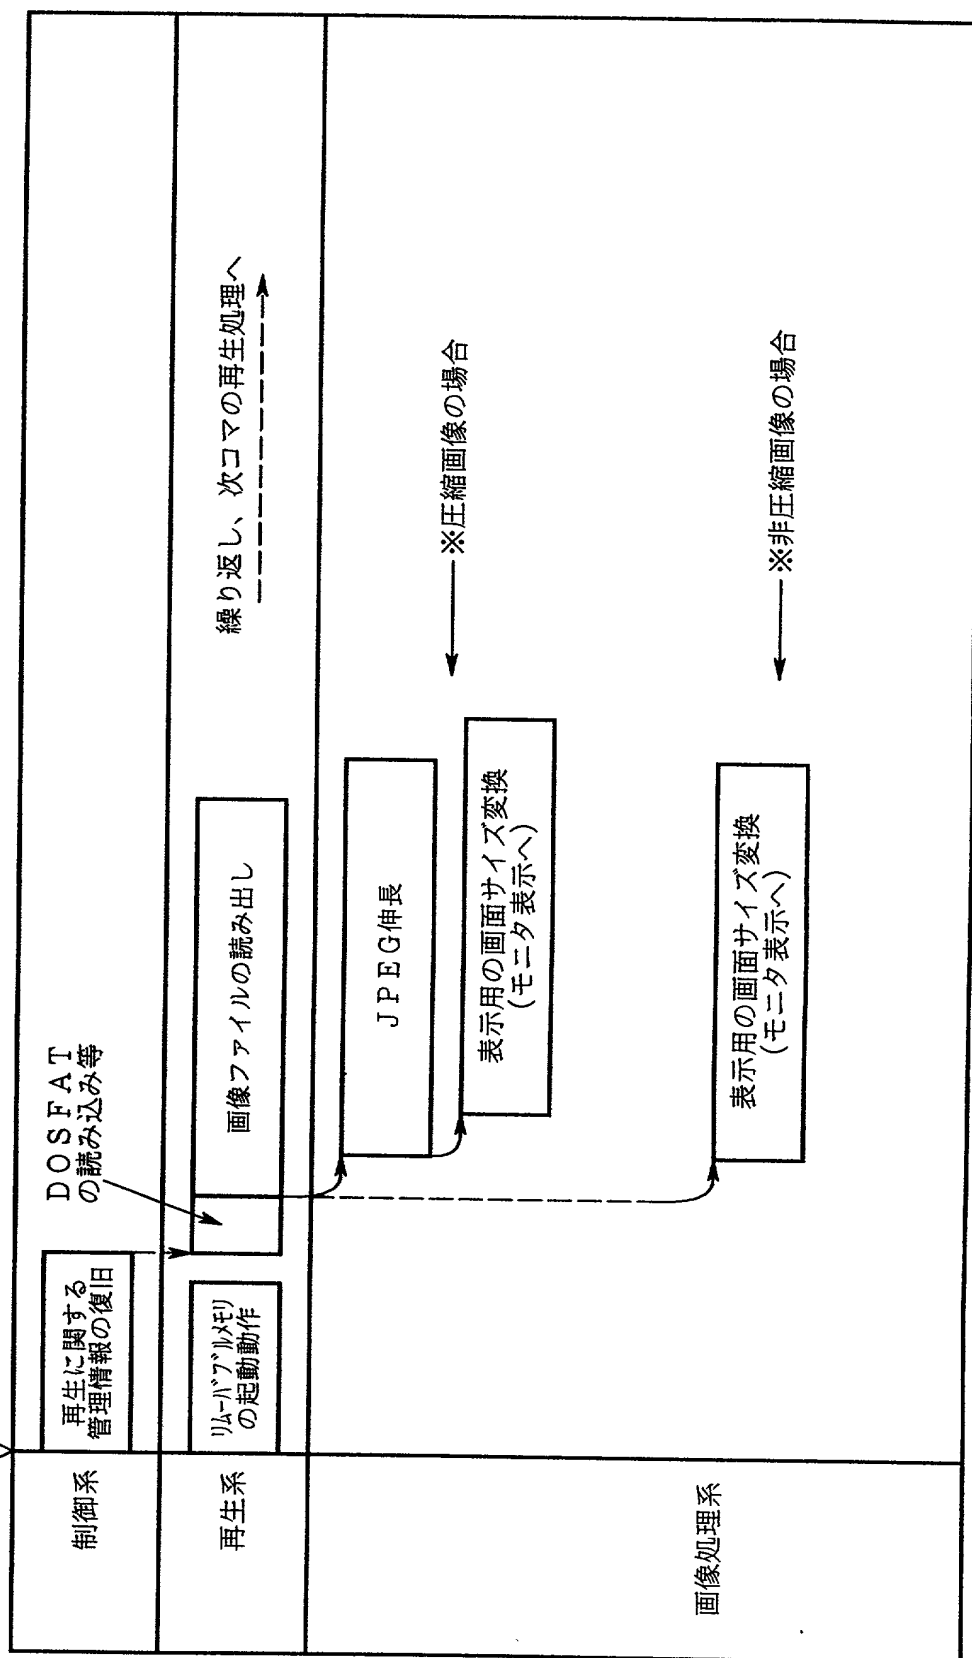 制御系
再生に関する
管理情報の復旧
DOSFAT
の読み込み等
再生系
リムーバブルメモリ
の起動動作
画像ファイルの読み出し
繰り返し、次コマの再生処理へ
画像処理系
JPEG伸長
表示用の画面サイズ変換
(モニタ表示へ)
※圧縮画像の場合
表示用の画面サイズ変換
(モニタ表示へ)
※非圧縮画像の場合